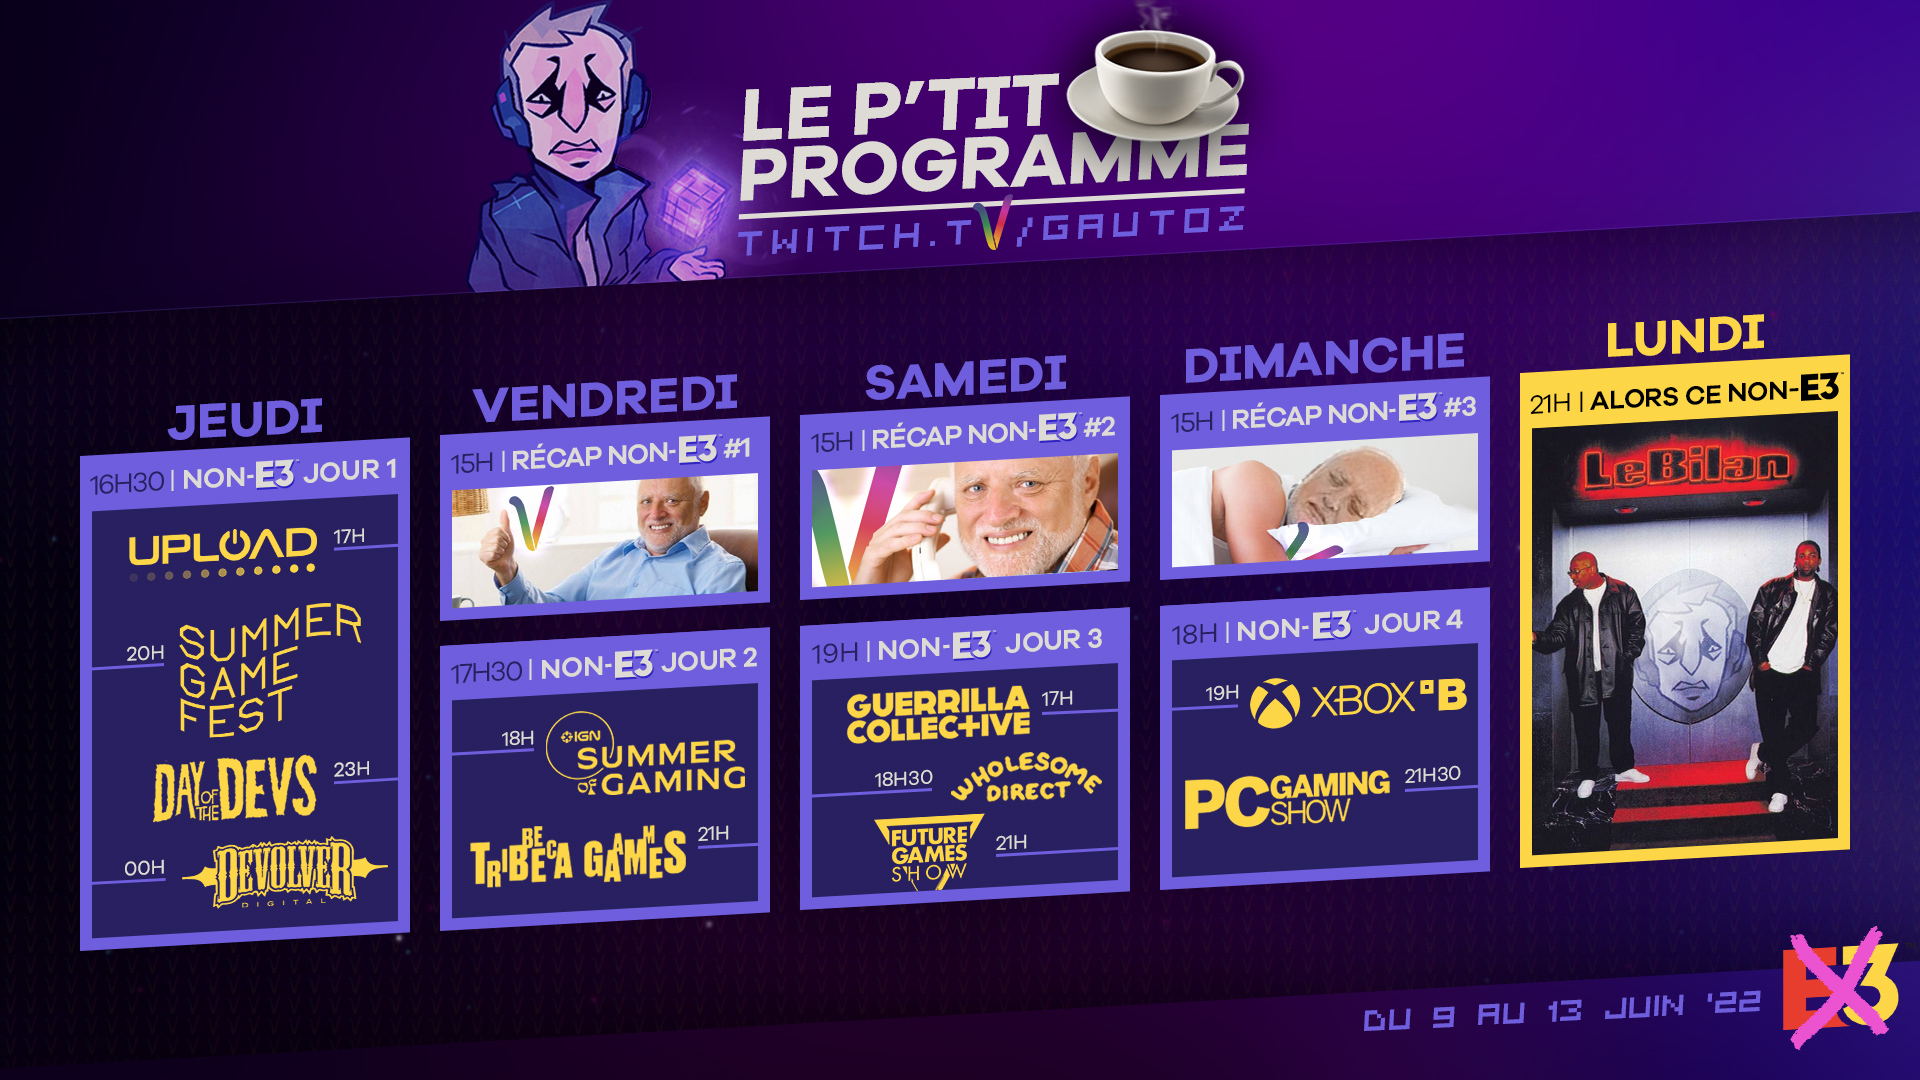 LE P'TIT
PROGRAMME
TWITCH.TV/GAUTOZ
JEUDI
16H30 | NON-E3 JOUR 1
UPLOAD 17H
20H SUMMER
GAME
FEST
DAY OF THE DEVS 23H
00H DEVOLVER
DIGITAL
VENDREDI
15H | RÉCAP NON-E3 #1
17H30 | NON-E3 JOUR 2
18H IGN
SUMMER
OF GAMING
TRIBECA GAMES 21H
SAMEDI
15H | RÉCAP NON-E3 #2
19H | NON-E3 JOUR 3
GUERRILLA
COLLECTIVE 17H
18H30 WHOLESOME
DIRECT
FUTURE
GAMES
SHOW 21H
DIMANCHE
15H | RÉCAP NON-E3 #3
18H | NON-E3 JOUR 4
19H XBOX B
PC GAMING
SHOW 21H30
LUNDI
21H | ALORS CE NON-E3
LeBilan
DU 9 AU 13 JUIN '22
E3